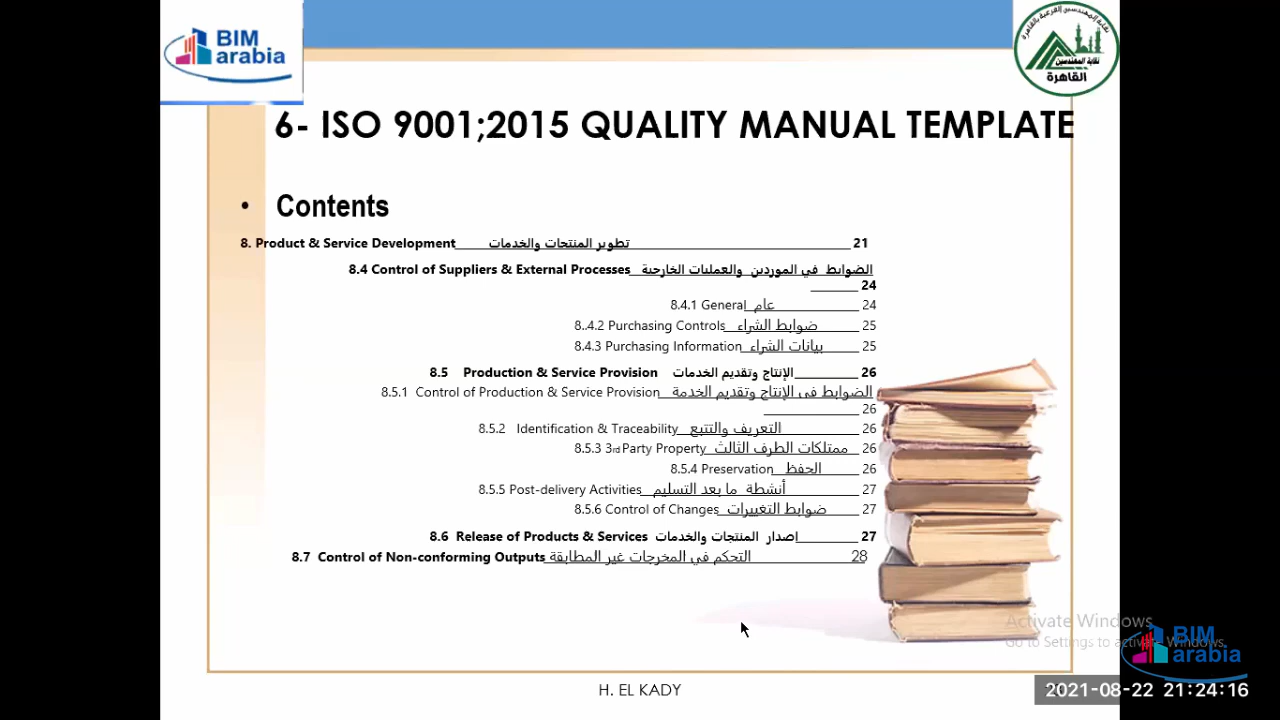 BIM
arabia
نقابة المهندسين الفرعية بالقاهرة
نقابة المهندسين
القاهرة
6- ISO 9001;2015 QUALITY MANUAL TEMPLATE
• Contents
8. Product & Service Development تطوير المنتجات والخدمات 21
8.4 Control of Suppliers & External Processes الضوابط في الموردين والعمليات الخارجية
24
8.4.1 General عام 24
8..4.2 Purchasing Controls ضوابط الشراء 25
8.4.3 Purchasing Information بيانات الشراء 25
8.5 Production & Service Provision الإنتاج وتقديم الخدمات 26
8.5.1 Control of Production & Service Provision الضوابط في الإنتاج وتقديم الخدمة
26
8.5.2 Identification & Traceability التعريف والتتبع 26
8.5.3 3rd Party Property ممتلكات الطرف الثالث 26
8.5.4 Preservation الحفظ 26
8.5.5 Post-delivery Activities أنشطة ما بعد التسليم 27
8.5.6 Control of Changes ضوابط التغييرات 27
8.6 Release of Products & Services إصدار المنتجات والخدمات 27
8.7 Control of Non-conforming Outputs التحكم في المخرجات غير المطابقة 28
Activate Windows
Go to Settings to activate Windows.
BIM
arabia
H. EL KADY
2021-08-22 21:24:16